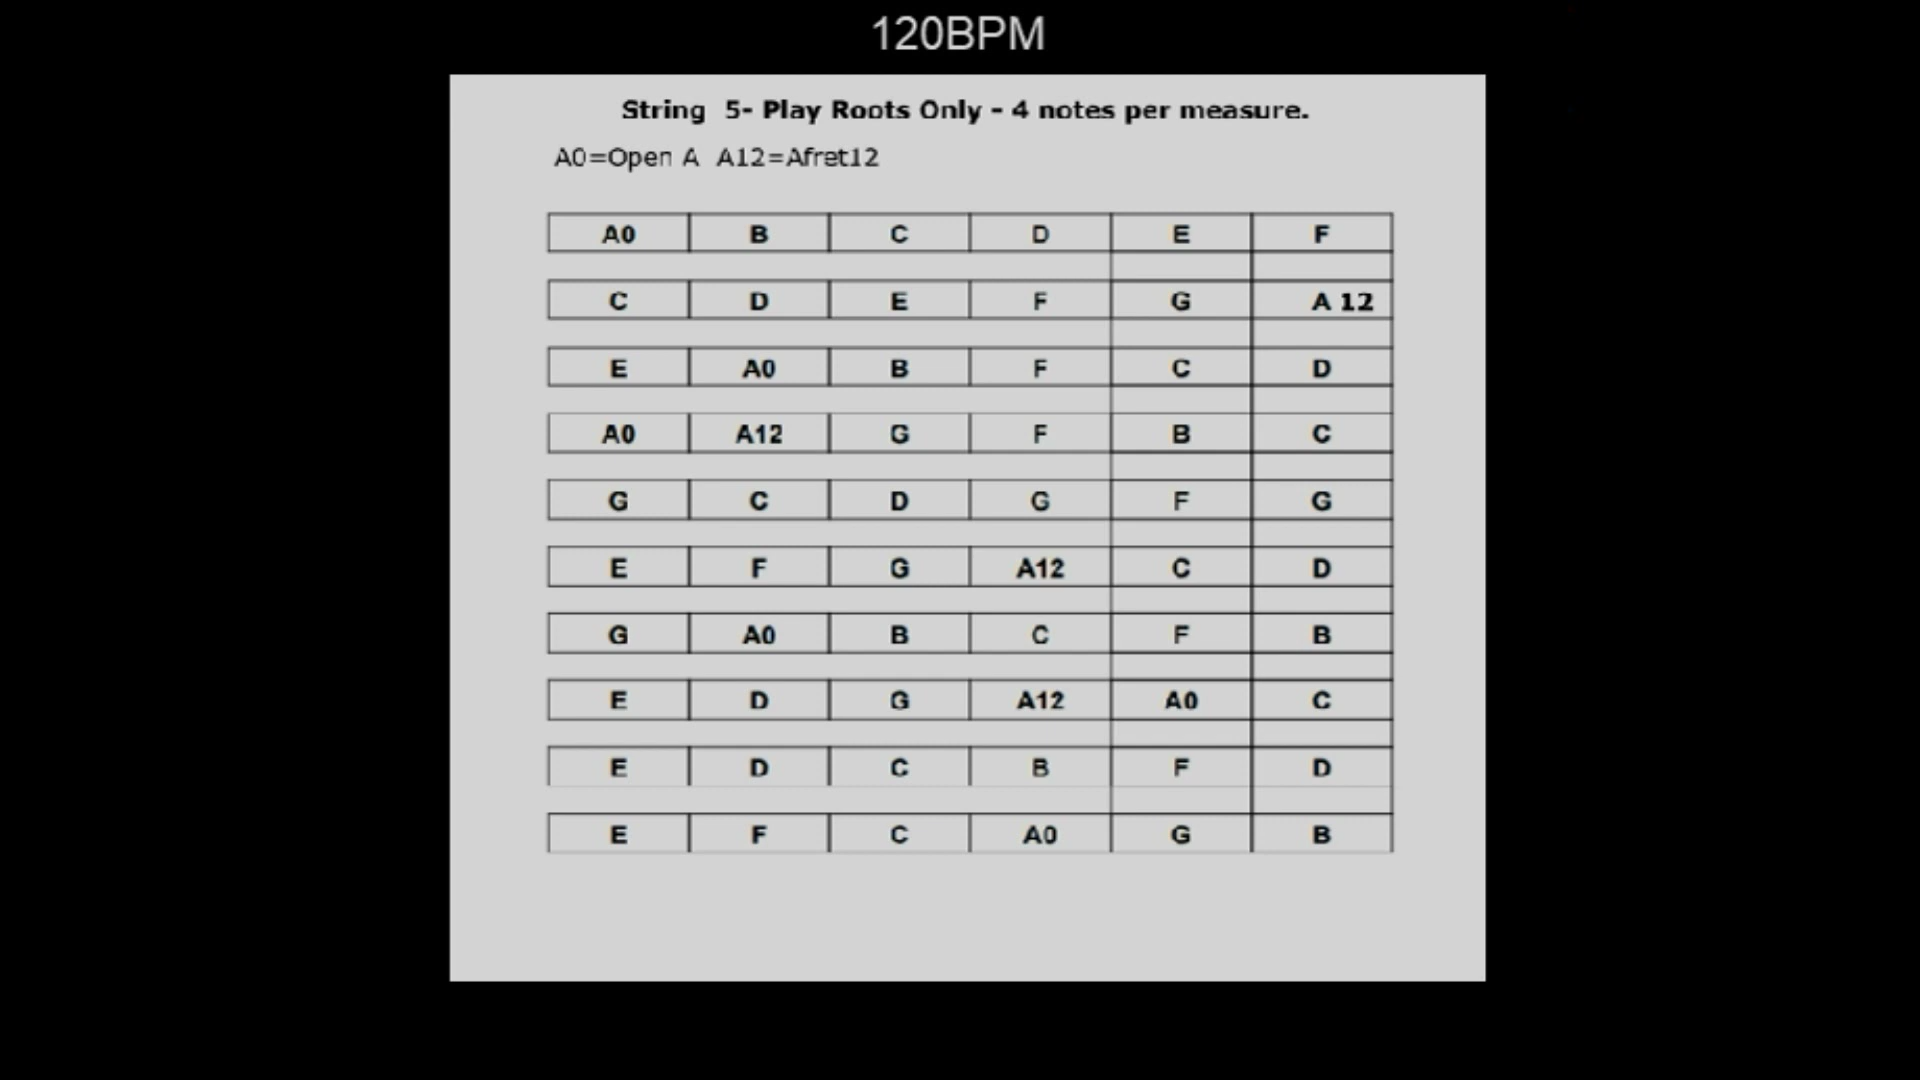 120BPM
String 5- Play Roots Only - 4 notes per measure.
A0=Open A A12=Afret12
A0 B C D E F
C D E F G A 12
E A0 B F C D
A0 A12 G F B C
G C D G F G
E F G A12 C D
G A0 B C F B
E D G A12 A0 C
E D C B F D
E F C A0 G B